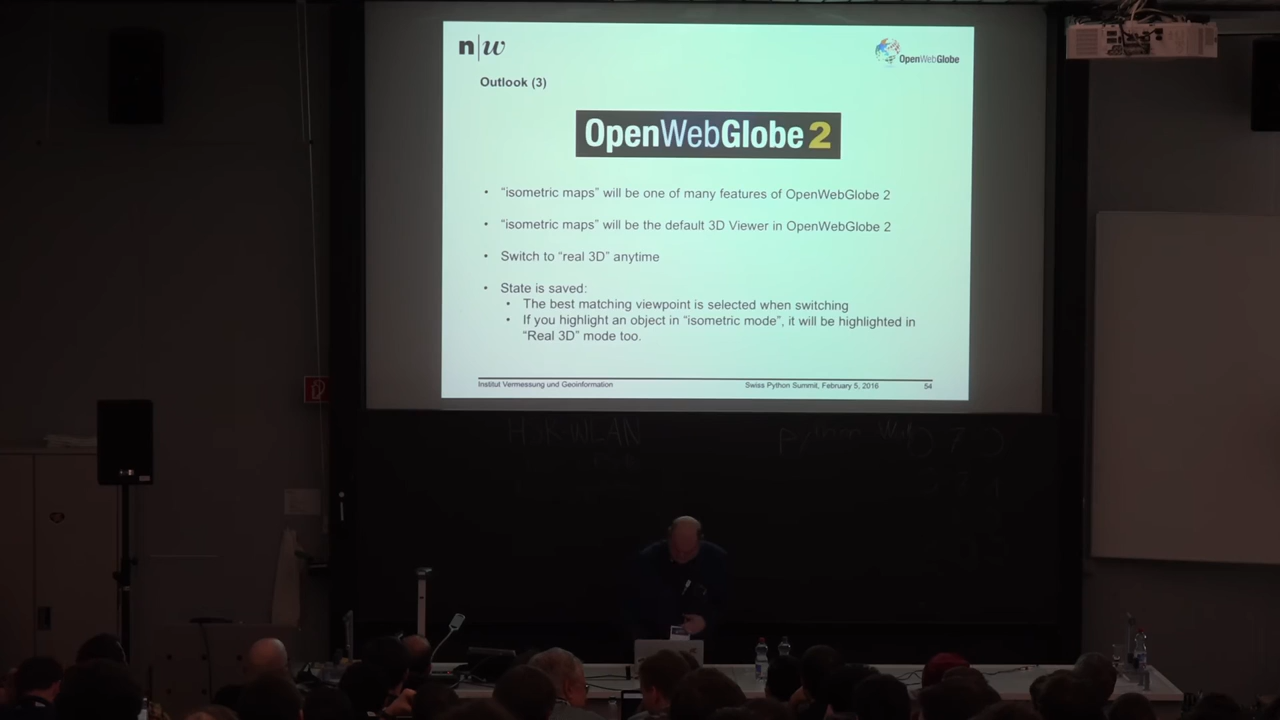 n|w
OpenWebGlobe
Outlook (3)
OpenWebGlobe 2
• "isometric maps" will be one of many features of OpenWebGlobe 2
• "isometric maps" will be the default 3D Viewer in OpenWebGlobe 2
• Switch to "real 3D" anytime
• State is saved:
• The best matching viewpoint is selected when switching
• If you highlight an object in "isometric mode", it will be highlighted in
"Real 3D" mode too.
Institut Vermessung und Geoinformation Swiss Python Summit, February 5, 2016 54
WLAN